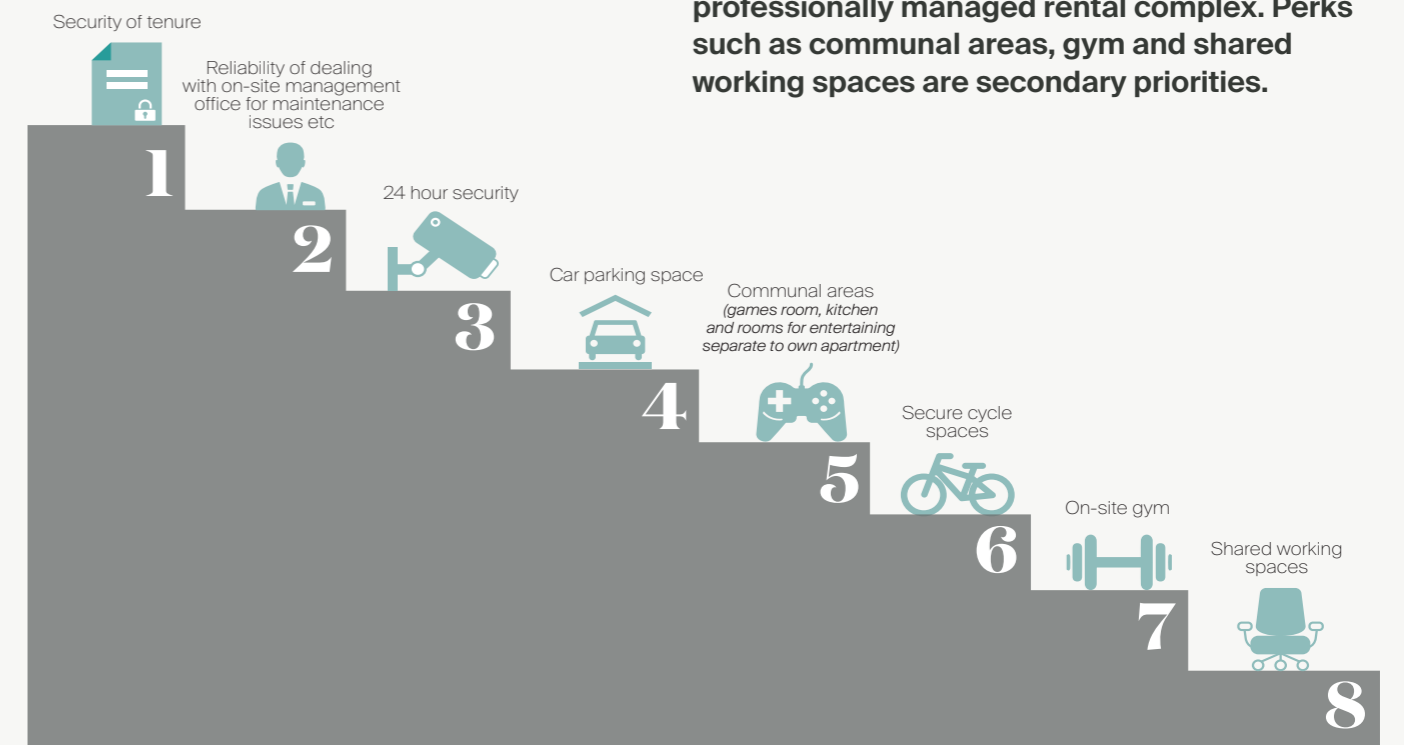 professionally managed rental complex. Perks
such as communal areas, gym and shared
working spaces are secondary priorities.
Security of tenure
1
Reliability of dealing
with on-site management
office for maintenance
issues etc
2
24 hour security
3
Car parking space
4
Communal areas
(games room, kitchen
and rooms for entertaining
separate to own apartment)
5
Secure cycle
spaces
6
On-site gym
7
Shared working
spaces
8